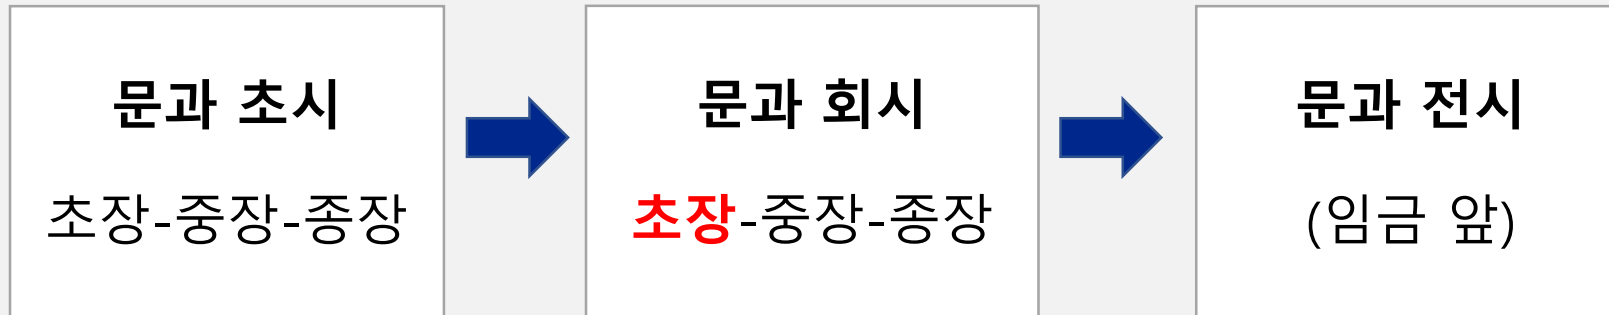 문과 초시
초장-중장-종장
문과 회시
초장-중장-종장
문과 전시
(임금 앞)